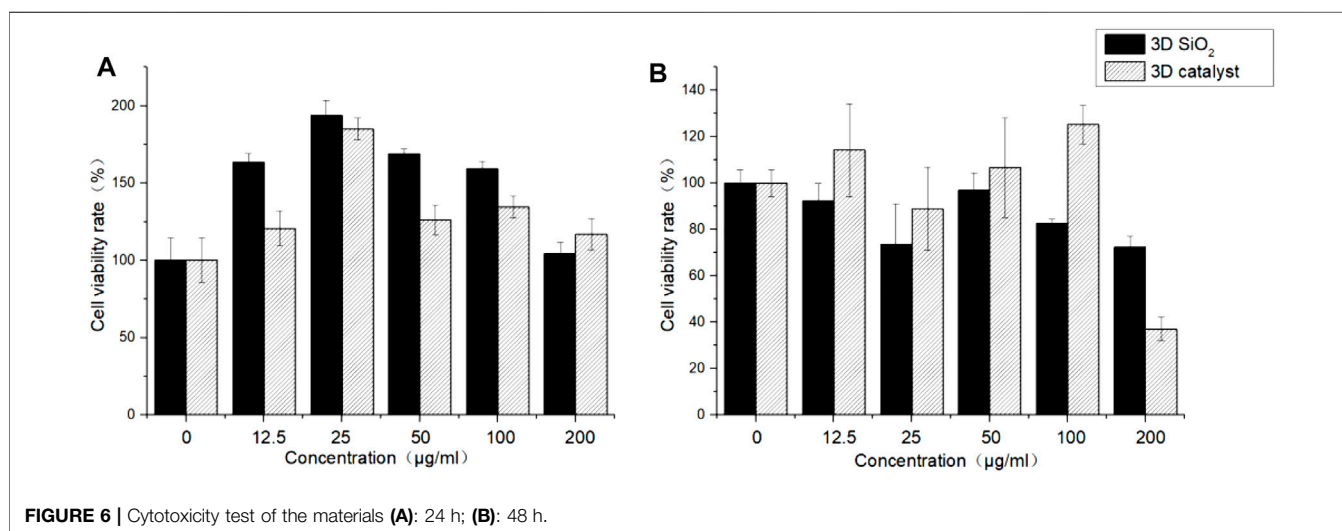 3D SiO₂
3D catalyst
A
Cell viability rate（%）
200
150
100
50
0
0 12.5 25 50 100 200
Concentration（μg/ml）
B
Cell viability rate（%）
140
120
100
80
60
40
20
0
0 12.5 25 50 100 200
Concentration（μg/ml）
FIGURE 6 | Cytotoxicity test of the materials (A): 24 h; (B): 48 h.